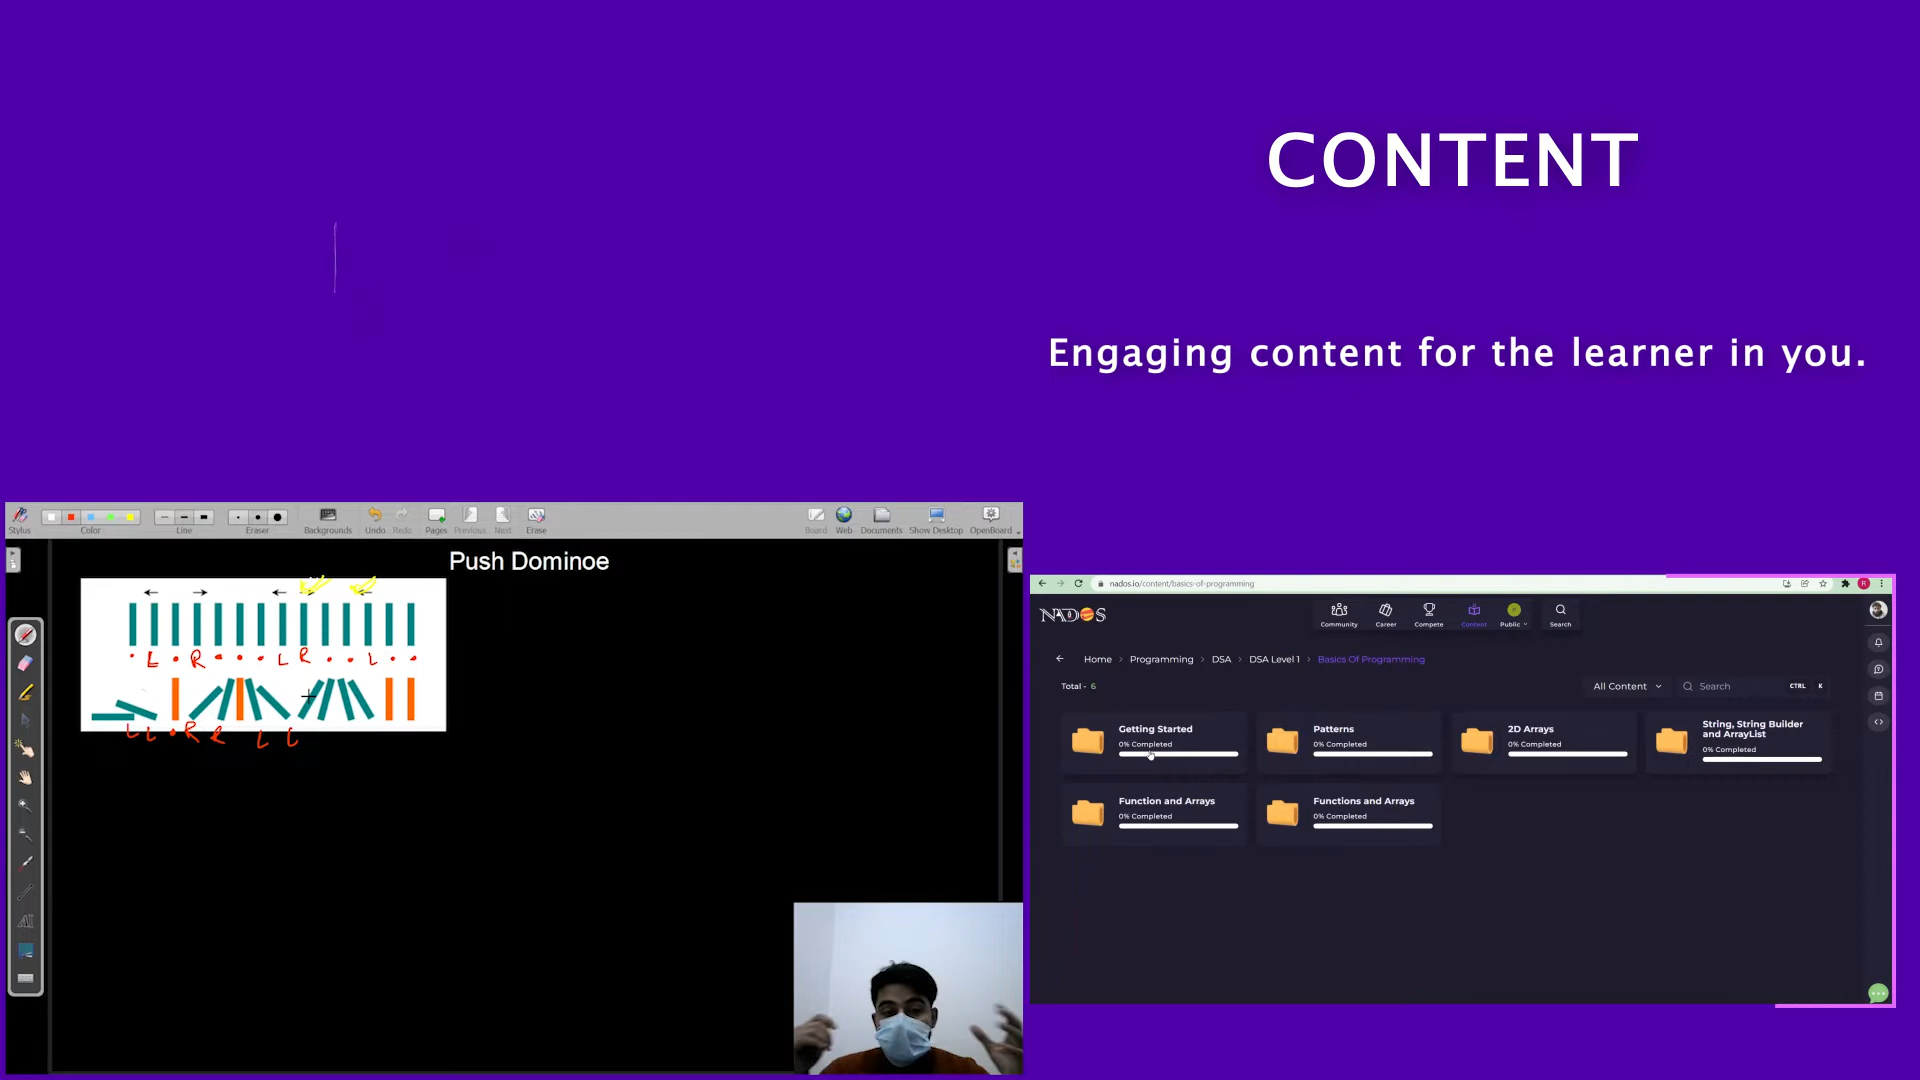 CONTENT
Engaging content for the learner in you.
Stylus Color Line Eraser Backgrounds Undo Redo Pages Previous Next Erase Board Web Documents Show Desktop OpenBoard
Push Dominoe
. L . R . . . L R . . L . .
L L . R R L L
AI
nados.io/content/basics-of-programming
R
NADOS
Community Career Compete Content Public Search
Home > Programming > DSA > DSA Level 1 > Basics Of Programming
Total - 6
All Content
Search CTRL K
Getting Started
0% Completed
Patterns
0% Completed
2D Arrays
0% Completed
String, String Builder
and ArrayList
0% Completed
Function and Arrays
0% Completed
Functions and Arrays
0% Completed